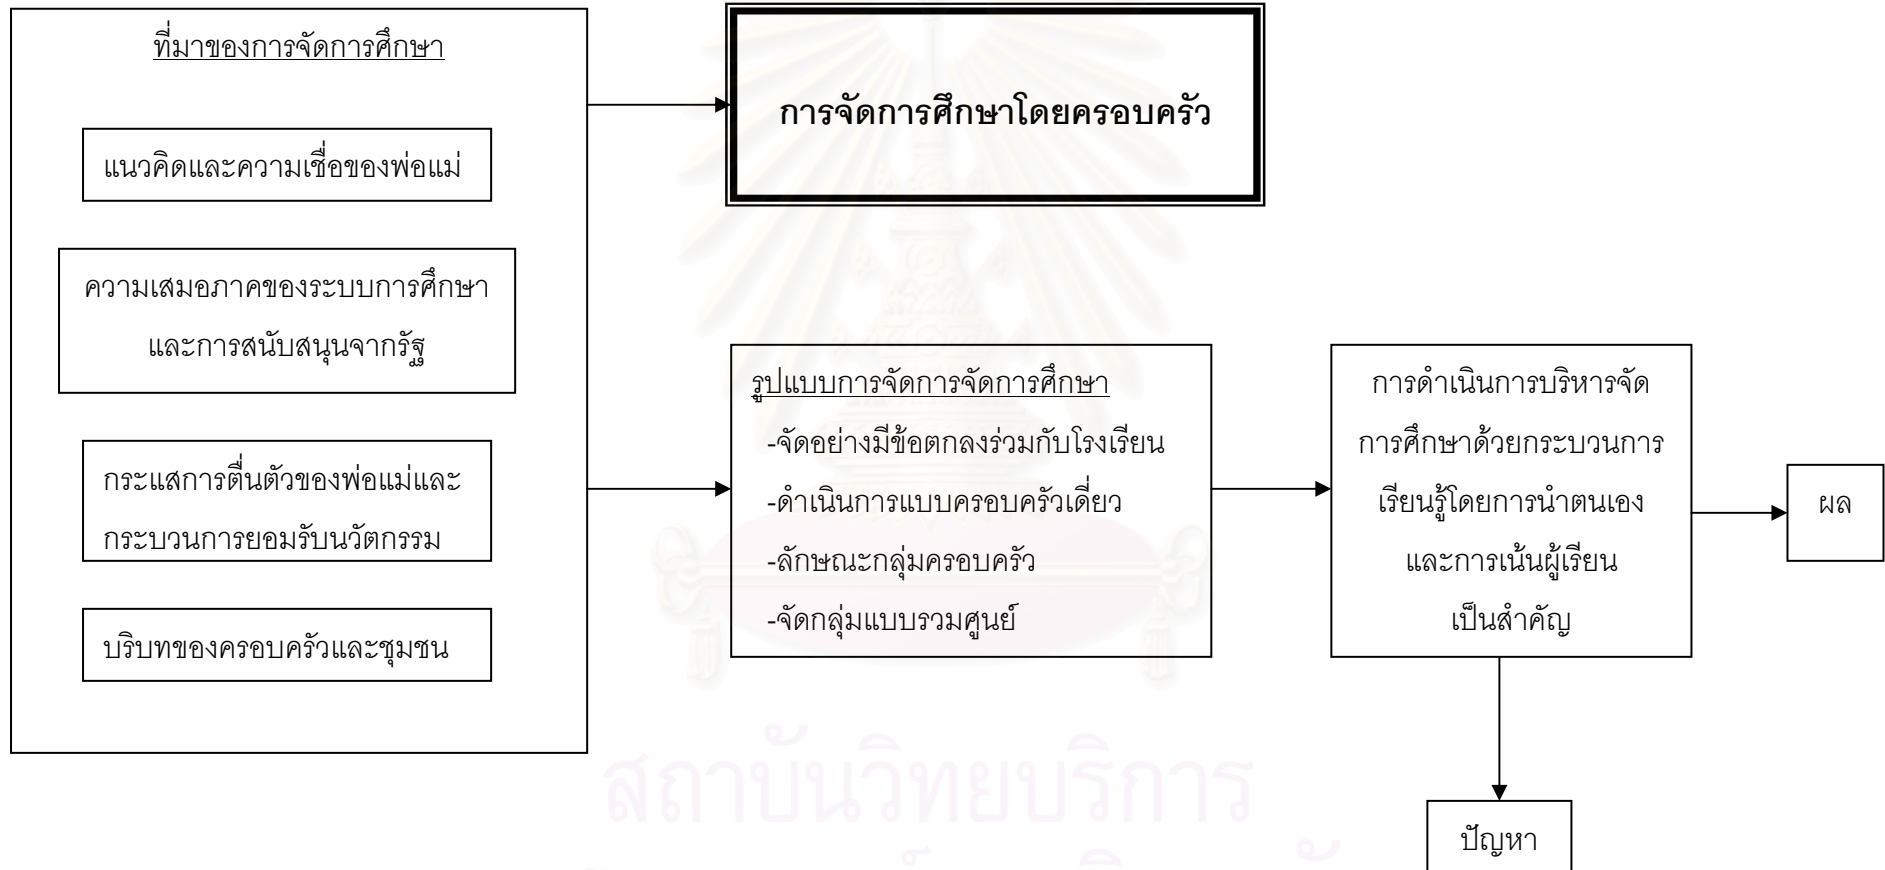 ที่มาของการจัดการศึกษา
แนวคิดและความเชื่อของพ่อแม่
ความเสมอภาคของระบบการศึกษา
และการสนับสนุนจากรัฐ
กระแสการตื่นตัวของพ่อแม่และ
กระบวนการยอมรับนวัตกรรม
บริบทของครอบครัวและชุมชน
การจัดการศึกษาโดยครอบครัว
รูปแบบการจัดการจัดการศึกษา
-จัดอย่างมีข้อตกลงร่วมกับโรงเรียน
-ดำเนินการแบบครอบครัวเดี่ยว
-ลักษณะกลุ่มครอบครัว
-จัดกลุ่มแบบรวมศูนย์
การดำเนินการบริหารจัด
การศึกษาด้วยกระบวนการ
เรียนรู้โดยการนำตนเอง
และการเน้นผู้เรียน
เป็นสำคัญ
ผล
ปัญหา
สถาบันวิทยบริการ